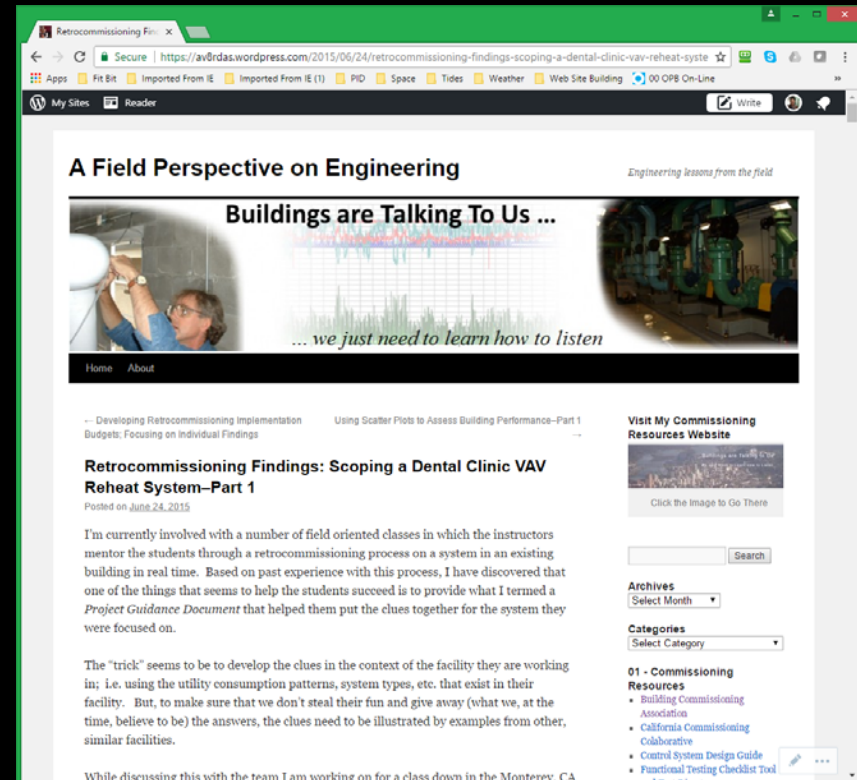 Retrocommissioning Fin
Secure | https://av8rdas.wordpress.com/2015/06/24/retrocommissioning-findings-scoping-a-dental-clinic-vav-reheat-syste
Apps Fit Bit Imported From IE Imported From IE (1) PID Space Tides Weather Web Site Building 00 OPB On-Line »
My Sites Reader Write
A Field Perspective on Engineering
Engineering lessons from the field
Buildings are Talking To Us ...
... we just need to learn how to listen
Home About
← Developing Retrocommissioning Implementation
Budgets; Focusing on Individual Findings
Using Scatter Plots to Assess Building Performance–Part 1
→
Retrocommissioning Findings: Scoping a Dental Clinic VAV
Reheat System–Part 1
Posted on June 24, 2015
I'm currently involved with a number of field oriented classes in which the instructors
mentor the students through a retrocommissioning process on a system in an existing
building in real time. Based on past experience with this process, I have discovered that
one of the things that seems to help the students succeed is to provide what I termed a
Project Guidance Document that helped them put the clues together for the system they
were focused on.
The "trick" seems to be to develop the clues in the context of the facility they are working
in; i.e. using the utility consumption patterns, system types, etc. that exist in their
facility. But, to make sure that we don't steal their fun and give away (what we, at the
time, believe to be) the answers, the clues need to be illustrated by examples from other,
similar facilities.
While discussing this with the team I am working on for a class down in the Monterey, CA
Visit My Commissioning
Resources Website
Click the Image to Go There
Search
Archives
Select Month
Categories
Select Category
01 - Commissioning
Resources
Building Commissioning
Association
California Commissioning
Colaborative
Control System Design Guide
Functional Testing Checklist Tool